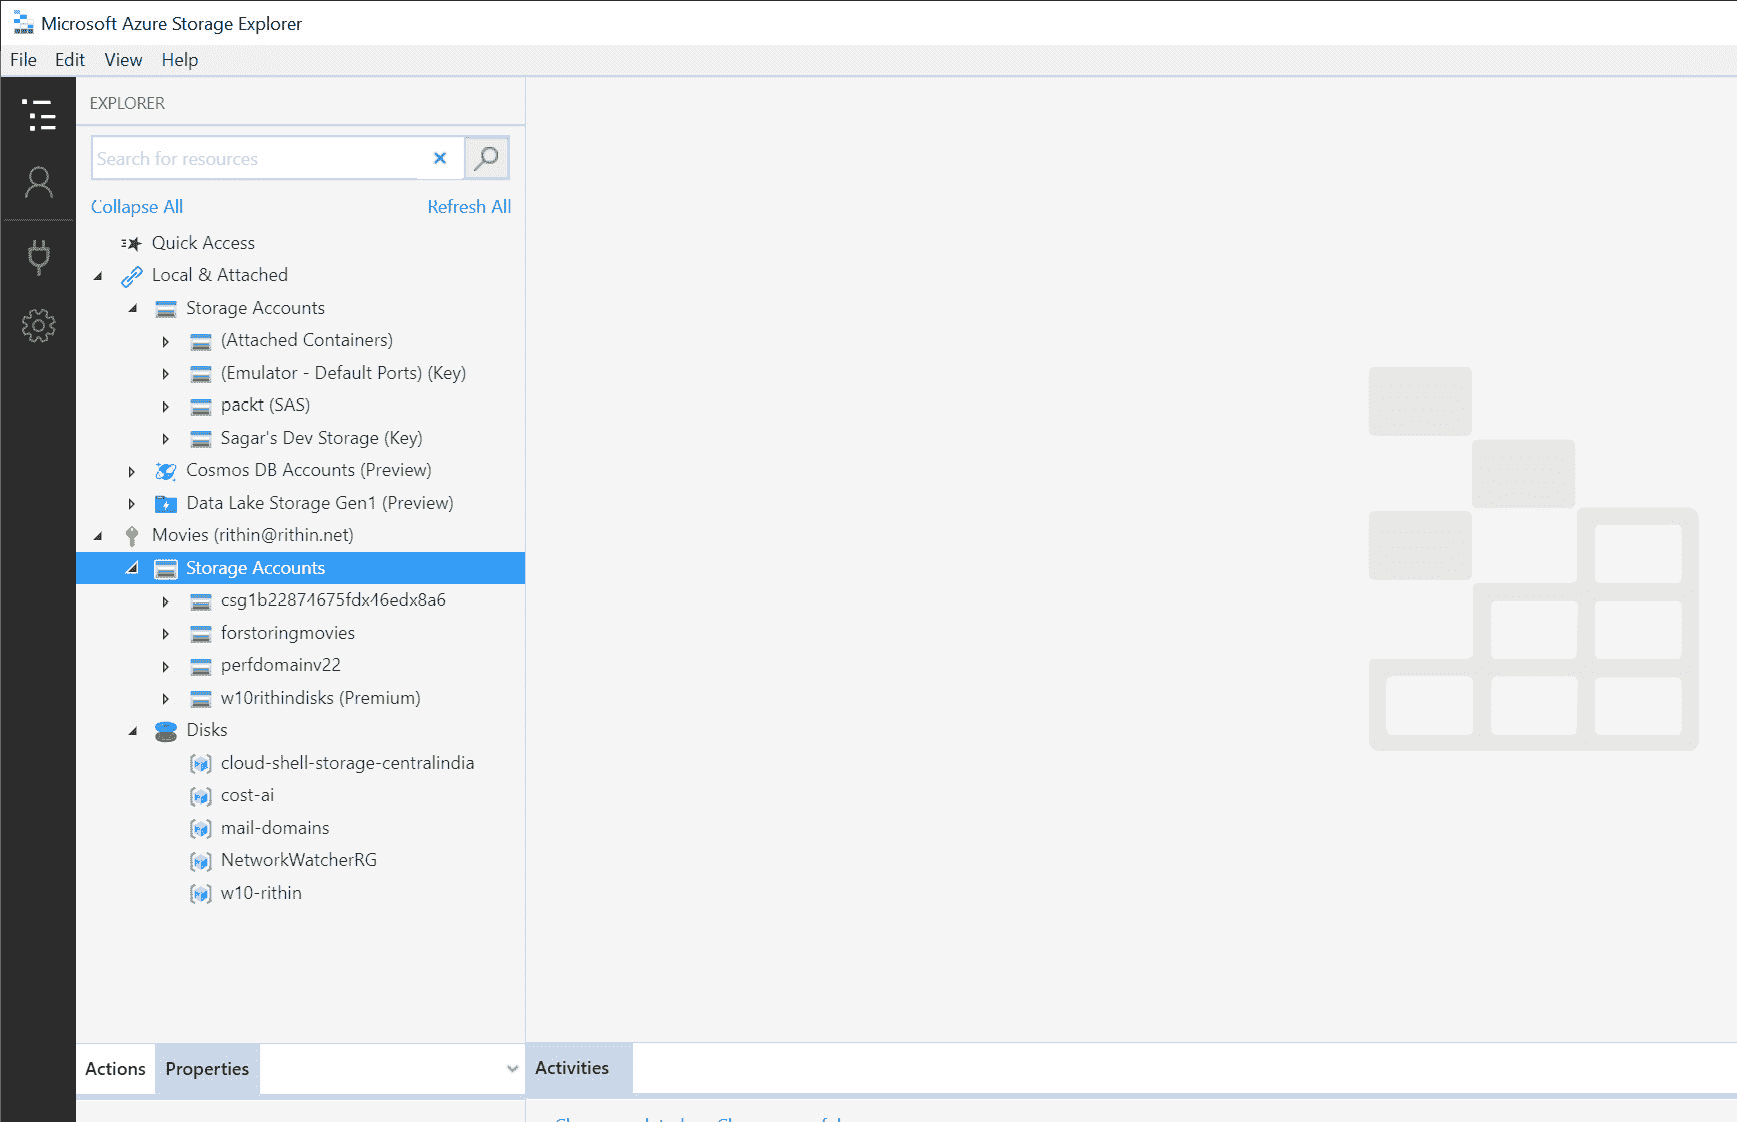 Microsoft Azure Storage Explorer
File Edit View Help
EXPLORER
Search for resources
Collapse All Refresh All
Quick Access
Local & Attached
Storage Accounts
(Attached Containers)
(Emulator - Default Ports) (Key)
packt (SAS)
Sagar's Dev Storage (Key)
Cosmos DB Accounts (Preview)
Data Lake Storage Gen1 (Preview)
Movies (rithin@rithin.net)
Storage Accounts
csg1b22874675fdx46edx8a6
forstoringmovies
perfdomainv22
w10rithindisks (Premium)
Disks
cloud-shell-storage-centralindia
cost-ai
mail-domains
NetworkWatcherRG
w10-rithin
Actions Properties Activities